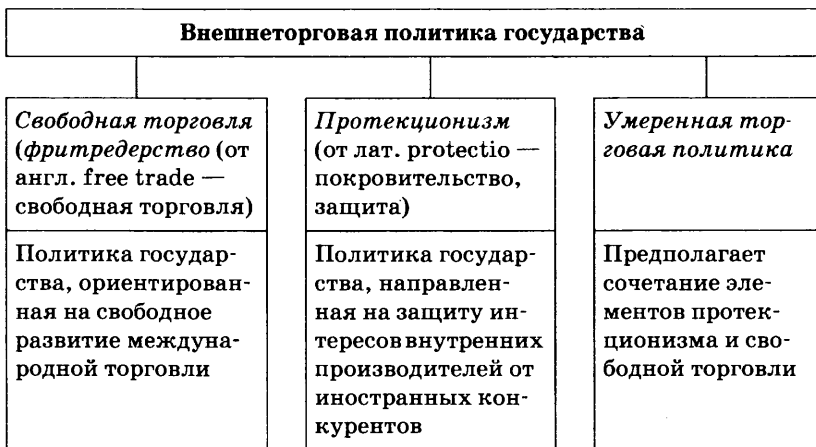 Внешнеторговая политика государства
Свободная торговля
(фритредерство (от
англ. free trade —
свободная торговля)
Политика государ-
ства, ориентирован-
ная на свободное
развитие междуна-
родной торговли
Протекционизм
(от лат. protectio —
покровительство,
защита)
Политика государ-
ства, направлен-
ная на защиту ин-
тересов внутренних
производителей от
иностранных кон-
курентов
Умеренная тор-
говая политика
Предполагает
сочетание эле-
ментов протек-
ционизма и сво-
бодной торговли